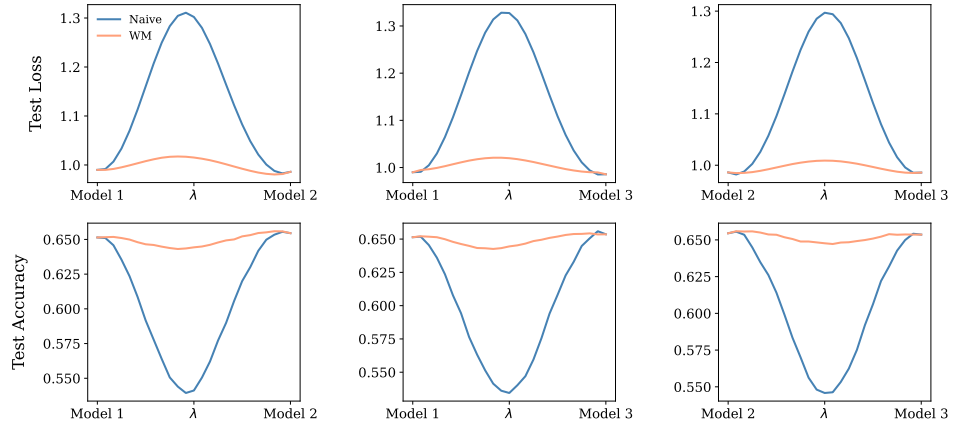 Test Loss
1.3
1.2
1.1
1.0
Naive
WM
Model 1 λ Model 2
1.3
1.2
1.1
1.0
Model 1 λ Model 3
1.3
1.2
1.1
1.0
Model 2 λ Model 3
Test Accuracy
0.650
0.625
0.600
0.575
0.550
Model 1 λ Model 2
0.650
0.625
0.600
0.575
0.550
Model 1 λ Model 3
0.650
0.625
0.600
0.575
0.550
Model 2 λ Model 3